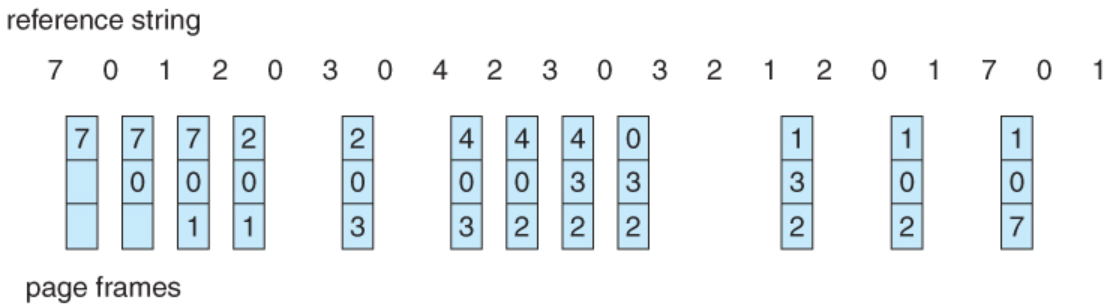 reference string
7 0 1 2 0 3 0 4 2 3 0 3 2 1 2 0 1 7 0 1
7 7 7 2 2 4 4 4 0 1 1 1
0 0 0 0 0 0 3 3 3 0 0
1 1 3 3 2 2 2 2 2 7
page frames